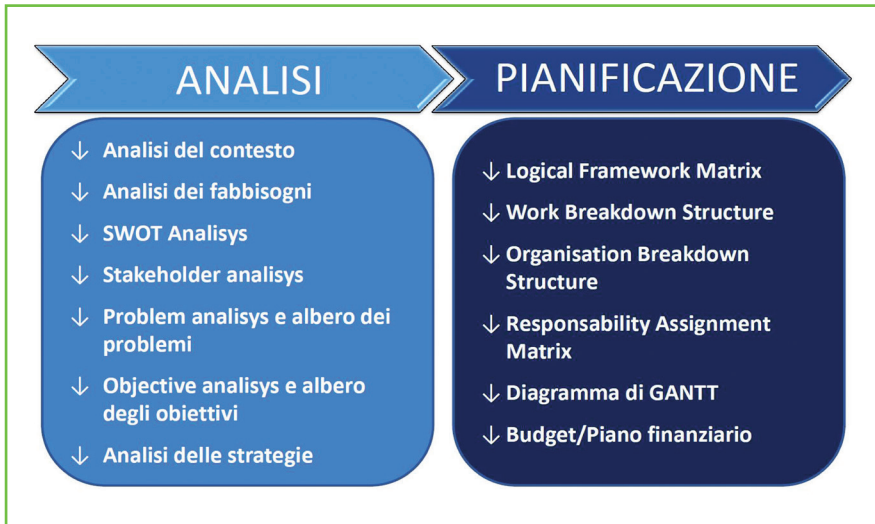 ANALISI
↓ Analisi del contesto
↓ Analisi dei fabbisogni
↓ SWOT Analisys
↓ Stakeholder analisys
↓ Problem analisys e albero dei
problemi
↓ Objective analisys e albero
degli obiettivi
↓ Analisi delle strategie
PIANIFICAZIONE
↓ Logical Framework Matrix
↓ Work Breakdown Structure
↓ Organisation Breakdown
Structure
↓ Responsability Assignment
Matrix
↓ Diagramma di GANTT
↓ Budget/Piano finanziario